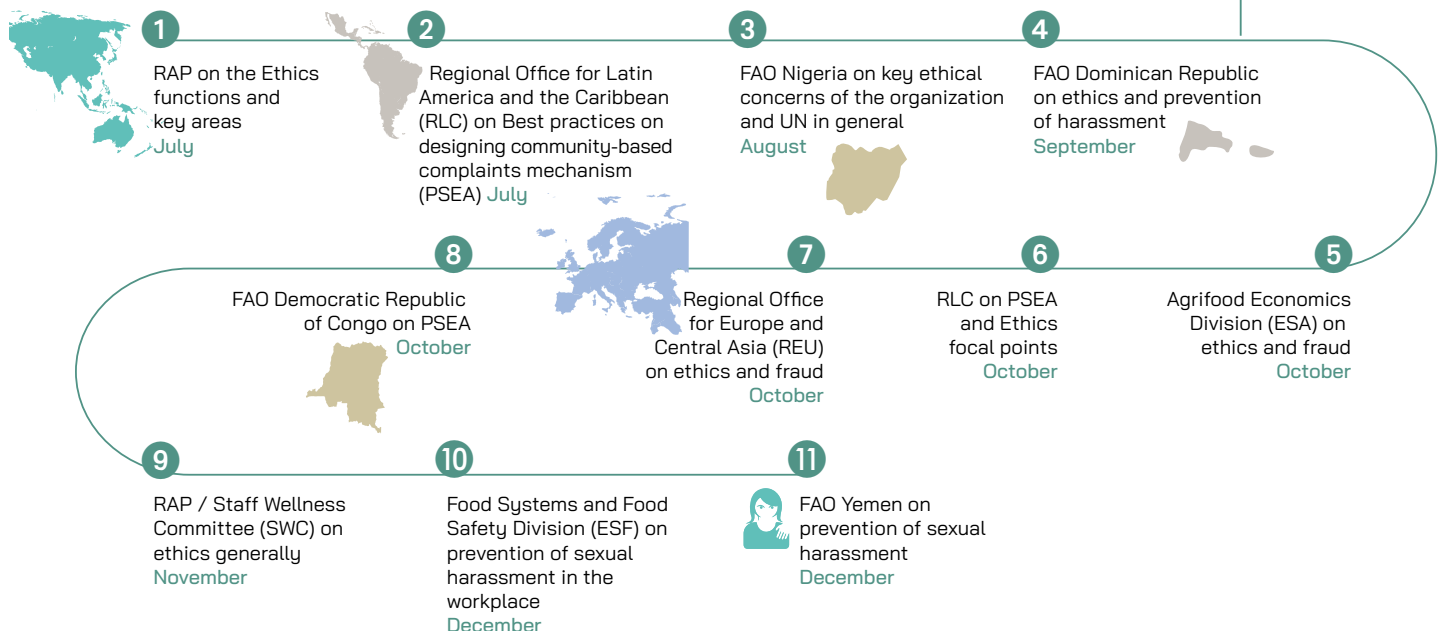 1
RAP on the Ethics
functions and
key areas
July
2
Regional Office for Latin
America and the Caribbean
(RLC) on Best practices on
designing community-based
complaints mechanism
(PSEA) July
3
FAO Nigeria on key ethical
concerns of the organization
and UN in general
August
4
FAO Dominican Republic
on ethics and prevention
of harassment
September
5
Agrifood Economics
Division (ESA) on
ethics and fraud
October
6
RLC on PSEA
and Ethics
focal points
October
7
Regional Office
for Europe and
Central Asia (REU)
on ethics and fraud
October
8
FAO Democratic Republic
of Congo on PSEA
October
9
RAP / Staff Wellness
Committee (SWC) on
ethics generally
November
10
Food Systems and Food
Safety Division (ESF) on
prevention of sexual
harassment in the
workplace
December
11
FAO Yemen on
prevention of sexual
harassment
December